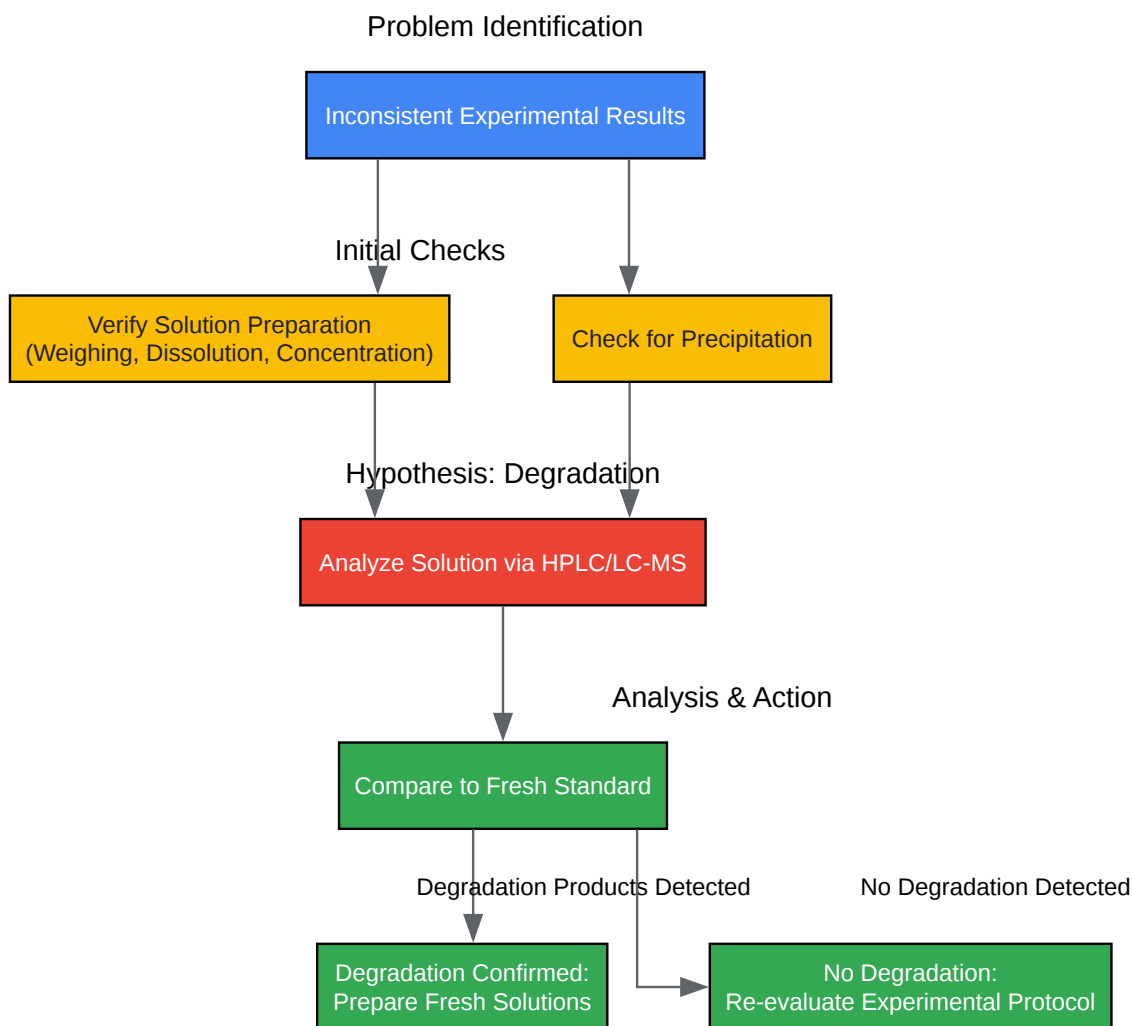 Problem Identification
Inconsistent Experimental Results
Initial Checks
Verify Solution Preparation
(Weighing, Dissolution, Concentration)
Check for Precipitation
Hypothesis: Degradation
Analyze Solution via HPLC/LC-MS
Analysis & Action
Compare to Fresh Standard
Degradation Products Detected
No Degradation Detected
Degradation Confirmed:
Prepare Fresh Solutions
No Degradation:
Re-evaluate Experimental Protocol